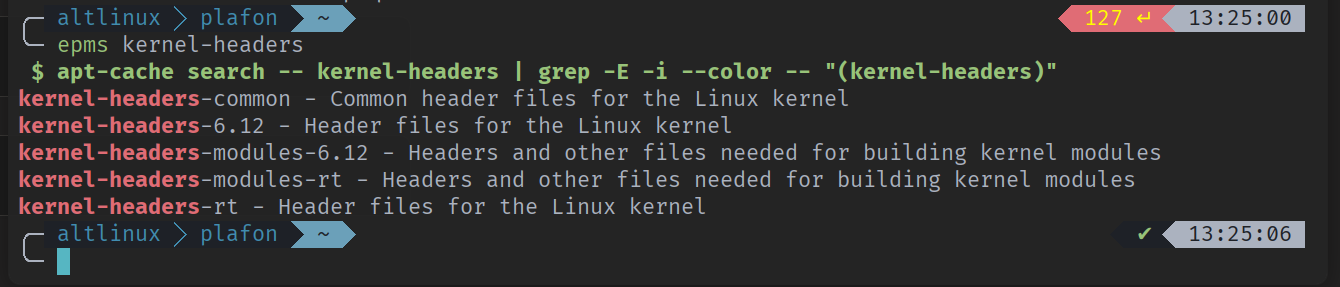 altlinux plafon ~ 127 ↵ 13:25:00
epms kernel-headers
$ apt-cache search -- kernel-headers | grep -E -i --color -- "(kernel-headers)"
kernel-headers-common - Common header files for the Linux kernel
kernel-headers-6.12 - Header files for the Linux kernel
kernel-headers-modules-6.12 - Headers and other files needed for building kernel modules
kernel-headers-modules-rt - Headers and other files needed for building kernel modules
kernel-headers-rt - Header files for the Linux kernel
altlinux plafon ~ ✔ 13:25:06